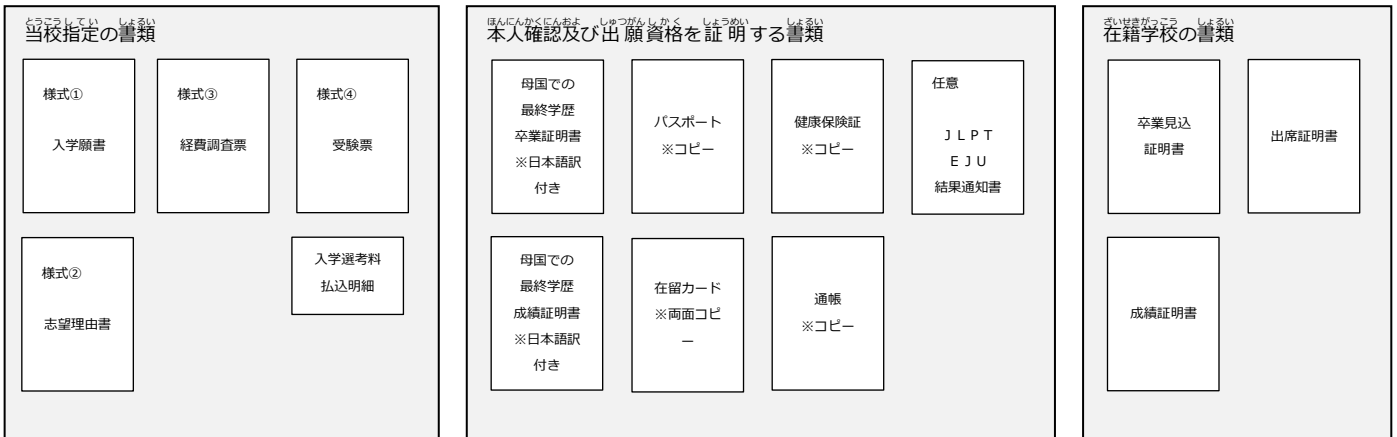 とうこうしてい しょるい
当校指定の書類
様式①
入学願書
様式③
経費調査票
様式④
受験票
様式②
志望理由書
入学選考料
払込明細
ほんにんかくにんおよ しゅつがんしかく しょうめい しょるい
本人確認及び出願資格を証明する書類
母国での
最終学歴
卒業証明書
※日本語訳
付き
パスポート
※コピー
健康保険証
※コピー
任意
ＪＬＰＴ
ＥＪＵ
結果通知書
母国での
最終学歴
成績証明書
※日本語訳
付き
在留カード
※両面コピ
ー
通帳
※コピー
ざいせきがっこう しょるい
在籍学校の書類
卒業見込
証明書
出席証明書
成績証明書